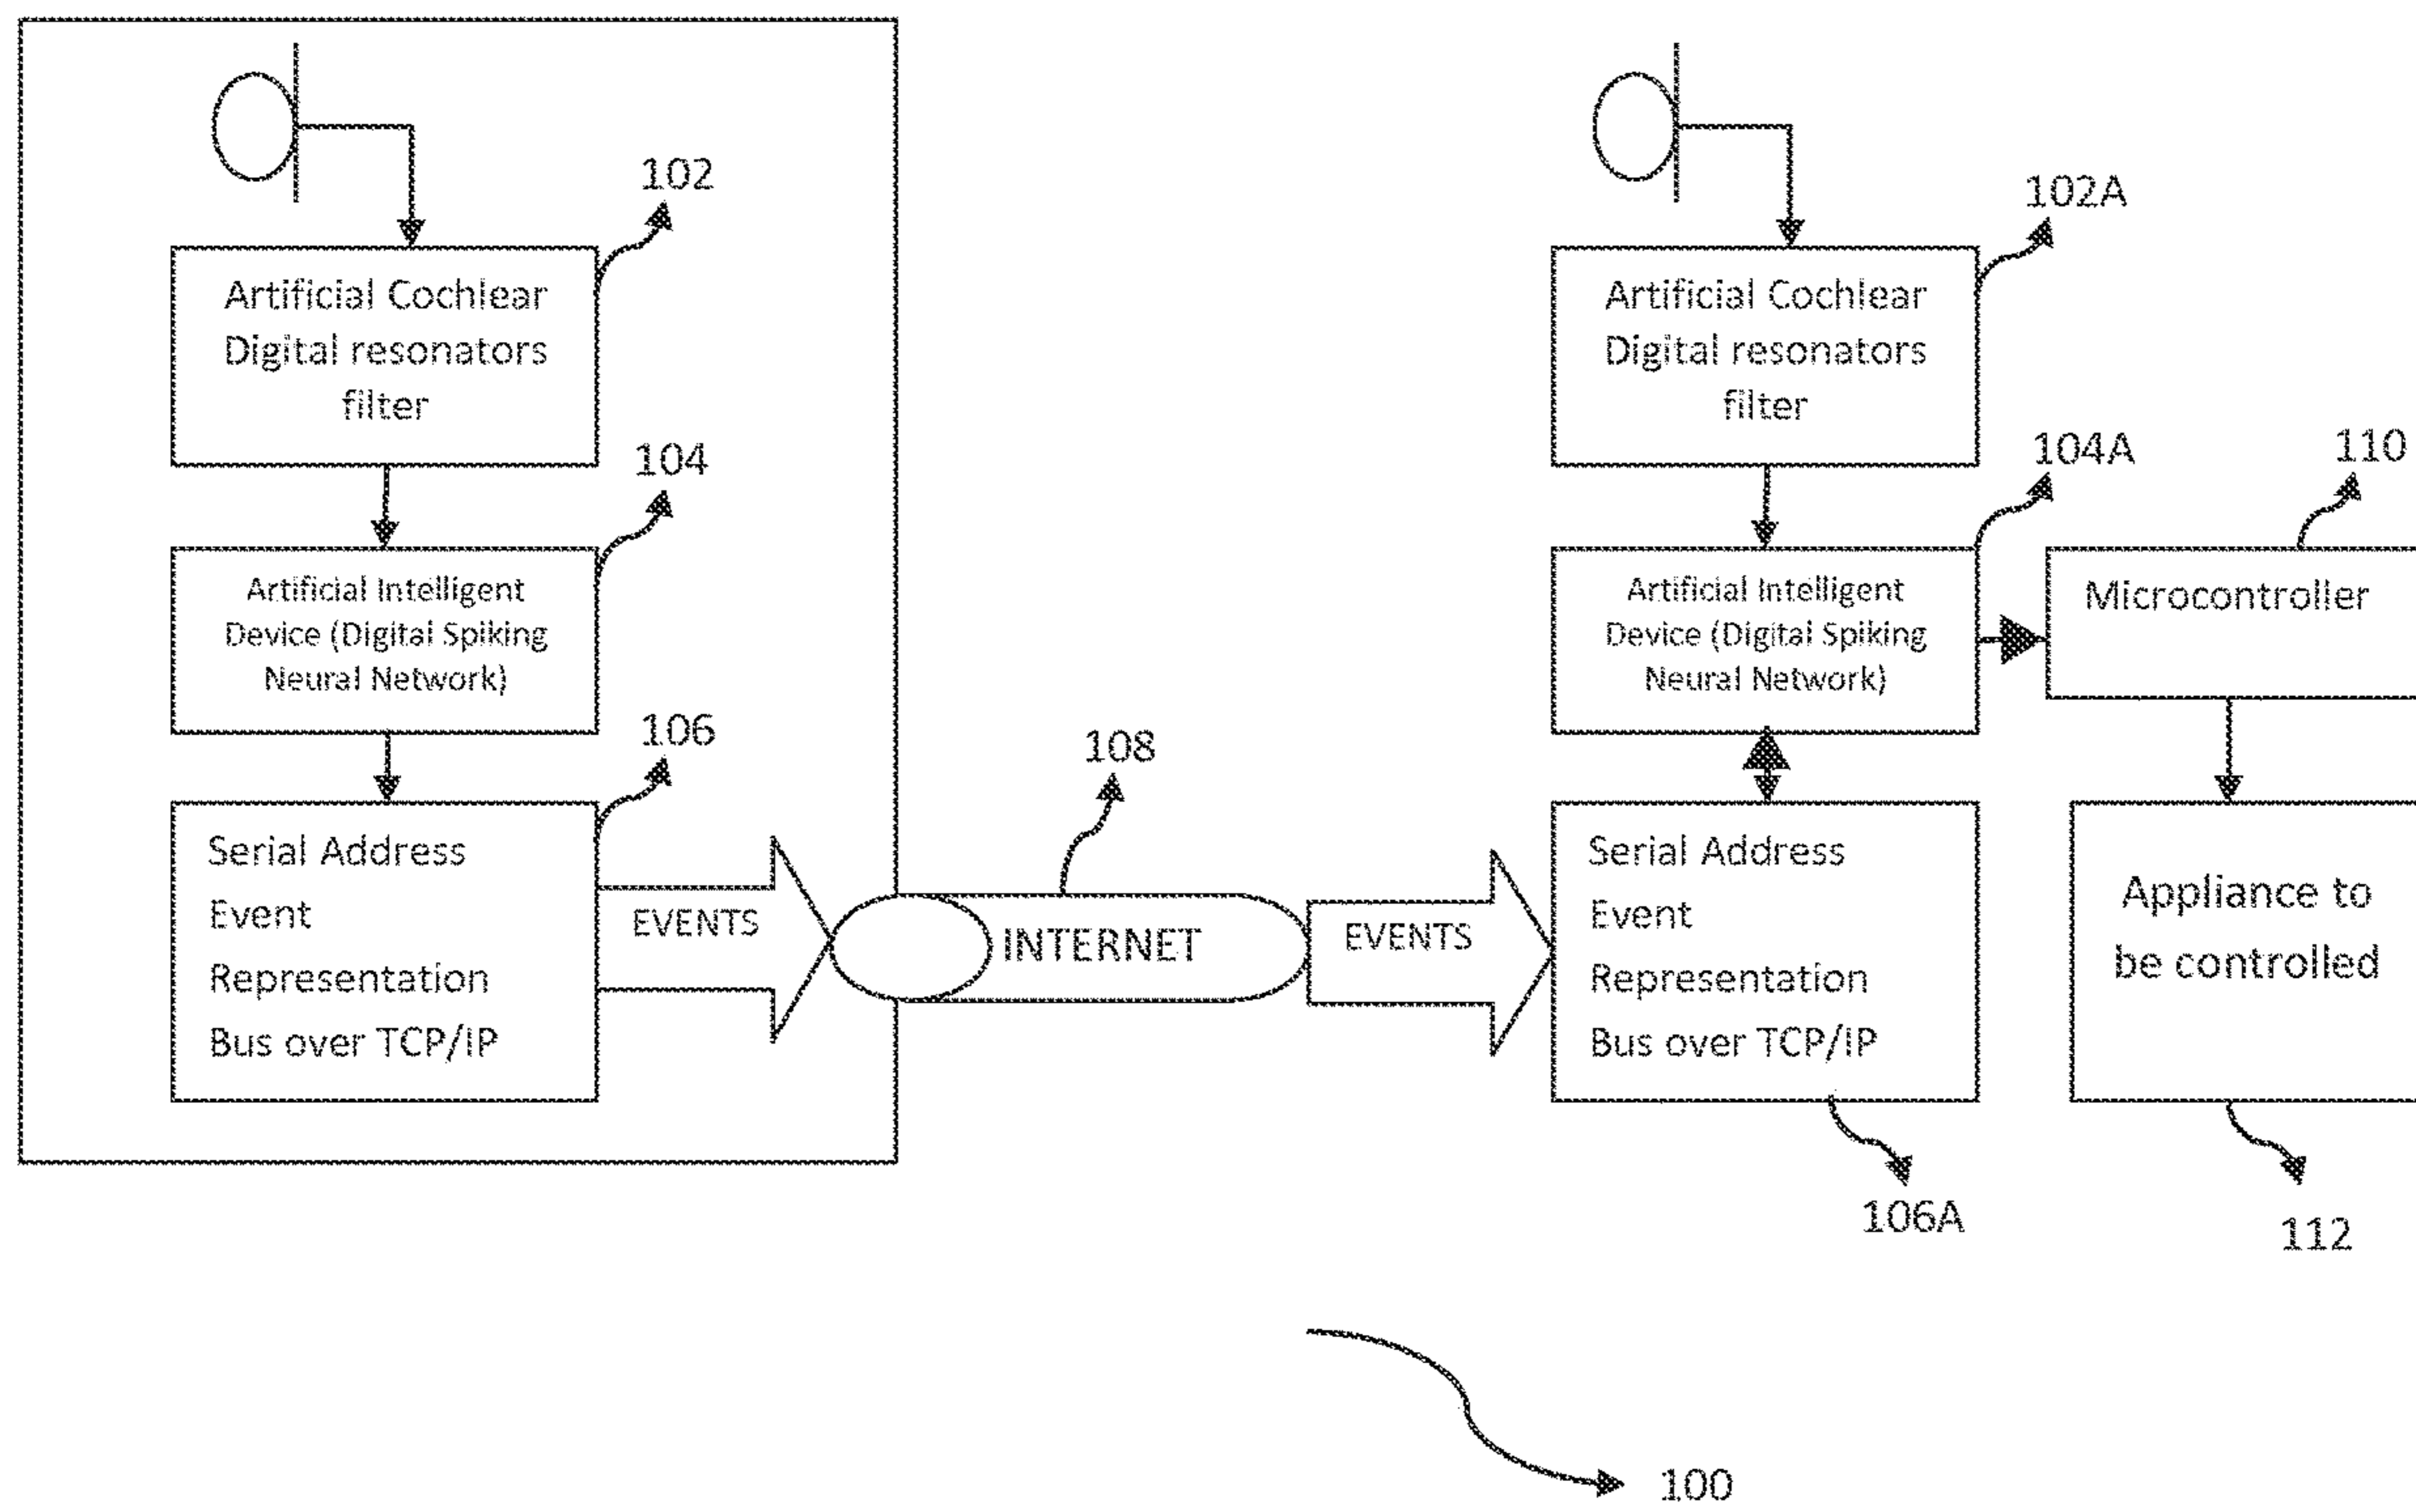 102
Artificial Cochlear
Digital resonators
filter
104
Artificial Intelligent
Device (Digital Spiking
Neural Network)
106
Serial Address
Event
Representation
Bus over TCP/IP
EVENTS
108
INTERNET
EVENTS
102A
Artificial Cochlear
Digital resonators
filter
104A
Artificial Intelligent
Device (Digital Spiking
Neural Network)
110
Microcontroller
Serial Address
Event
Representation
Bus over TCP/IP
106A
Appliance to
be controlled
112
100